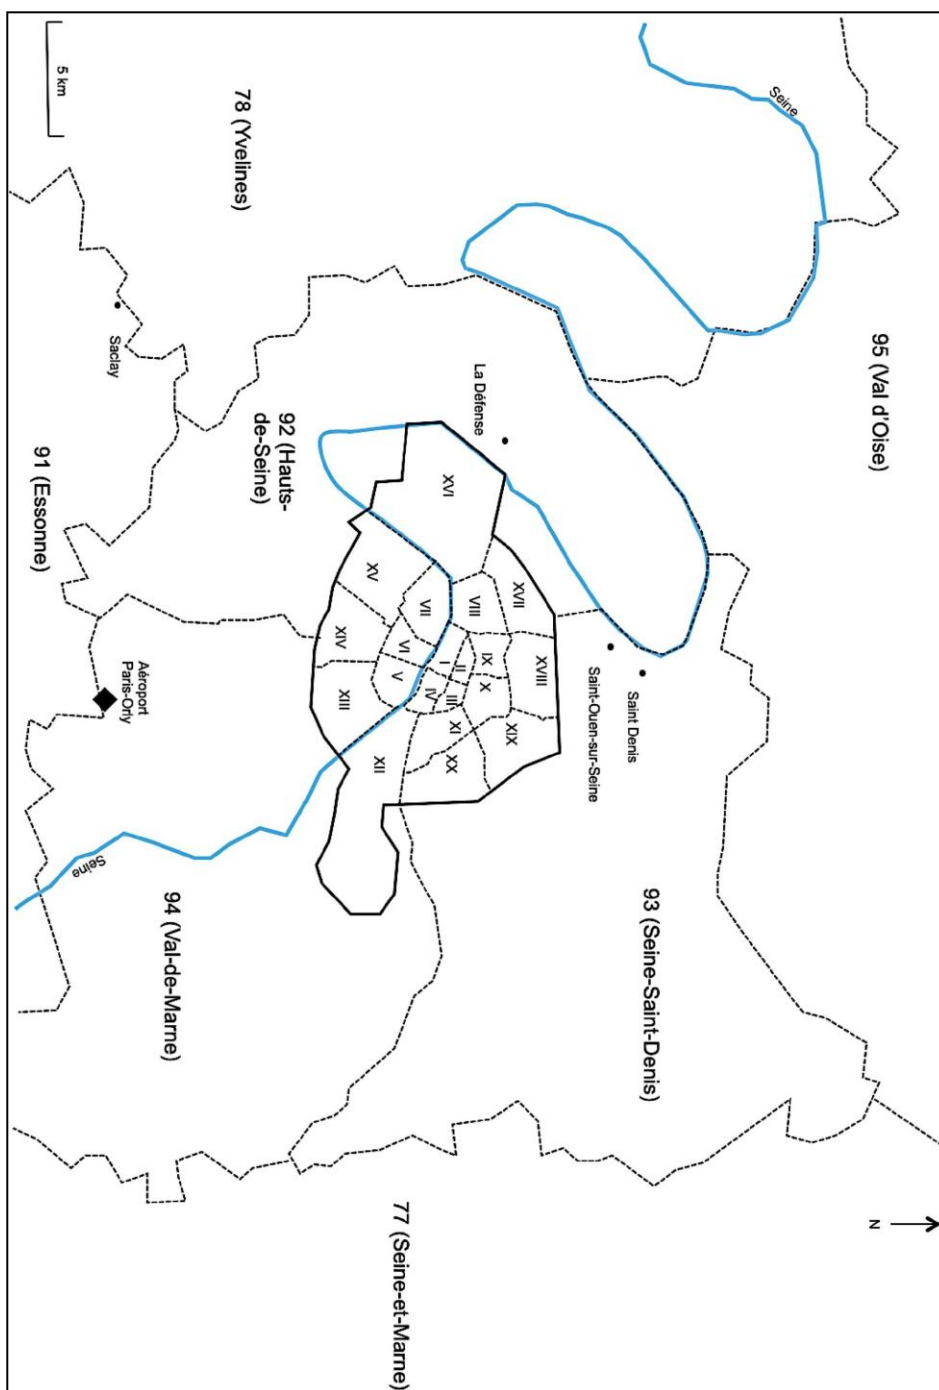 95 (Val d'Oise)
N
Seine
93 (Seine-Saint-Denis)
Saint Denis
Saint-Ouen-sur-Seine
XVIII
XVII
XIX
La Défense
VIII
IX
X
XVI
I
II
III
XI
XX
VII
IV
VI
V
77 (Seine-et-Marne)
XV
XII
XIV
XIII
92 (Hauts-
de-Seine)
78 (Yvelines)
94 (Val-de-Marne)
Aéroport
Paris-Orly
Saclay
Seine
5 km
91 (Essonne)